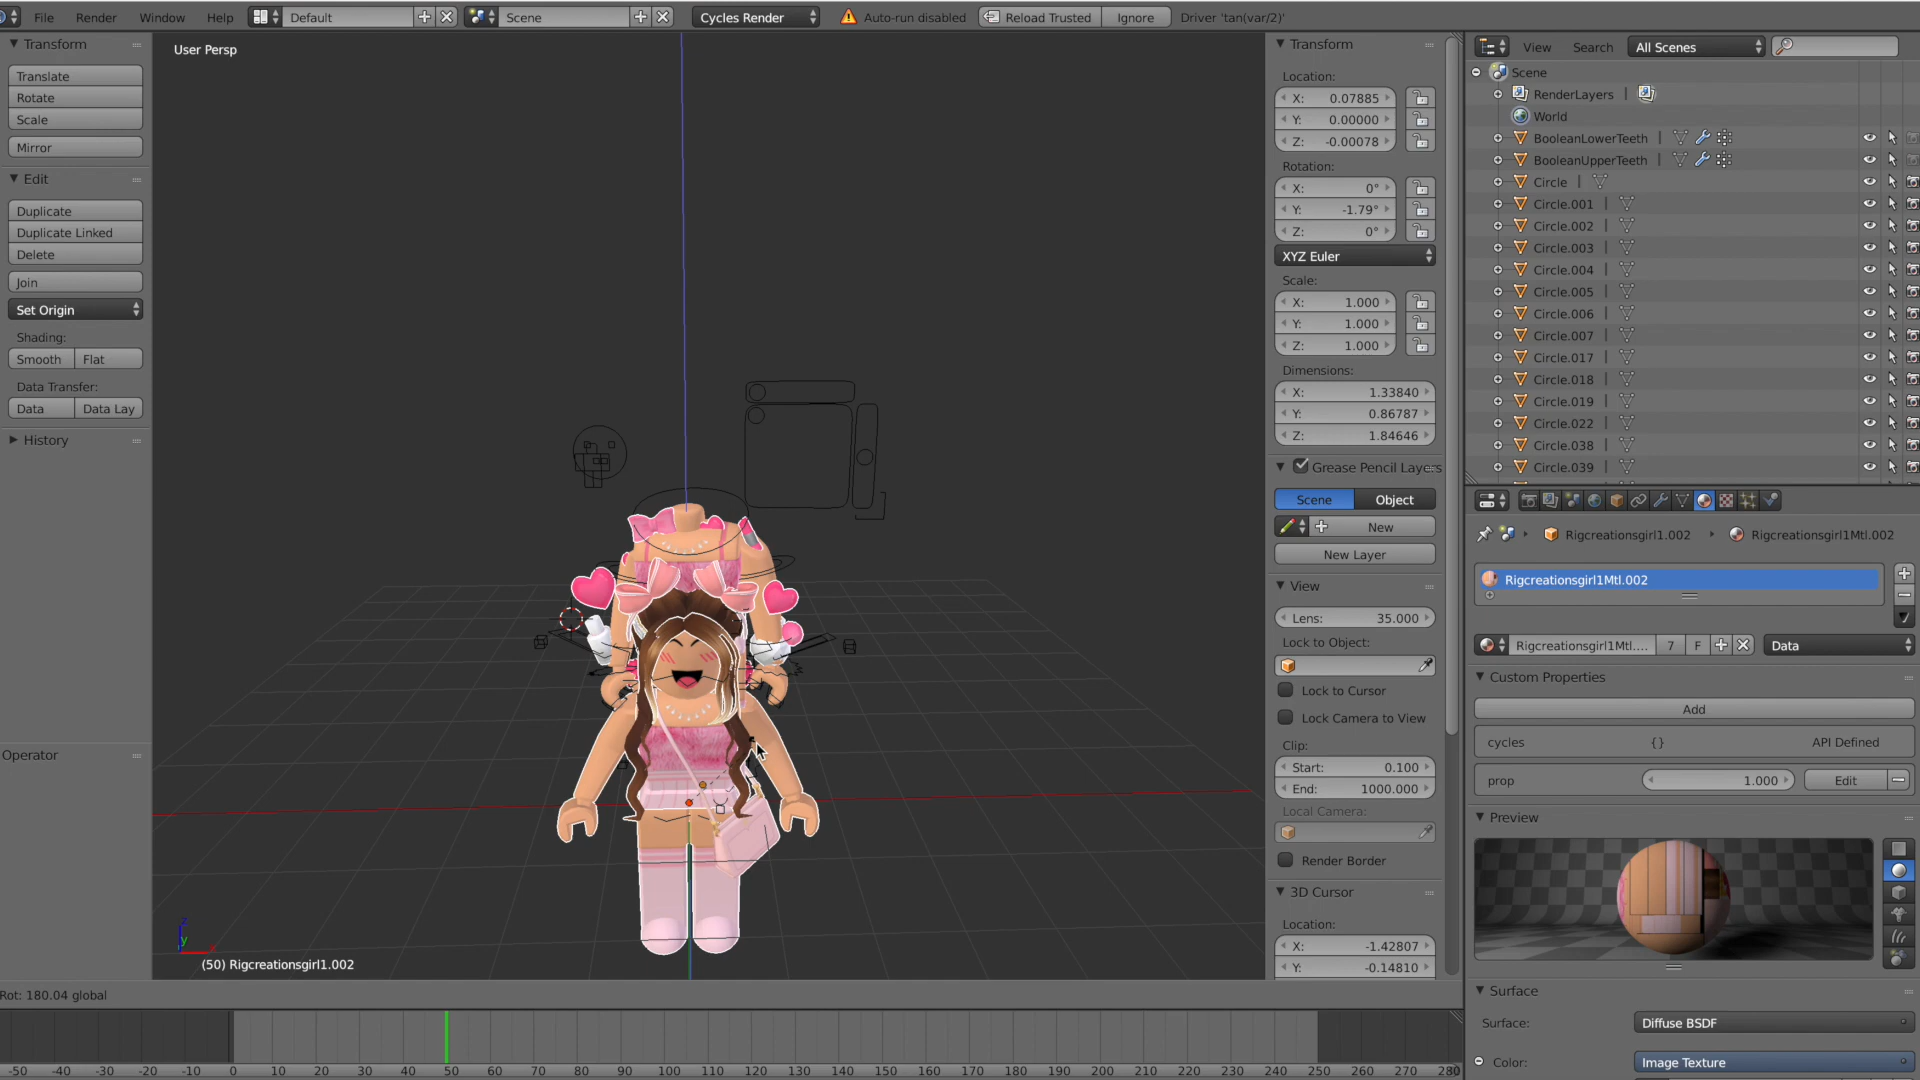 File Render Window Help Default Scene Cycles Render Auto-run disabled Reload Trusted Ignore Driver 'tan(var/2)'
Transform
Translate
Rotate
Scale
Mirror
Edit
Duplicate
Duplicate Linked
Delete
Join
Set Origin
Shading:
Smooth Flat
Data Transfer:
Data Data Lay
History
Operator
User Persp
(50) Rigcreationsgirl1.002
Rot: 180.04 global
-50 -40 -30 -20 -10 0 10 20 30 40 50 60 70 80 90 100 110 120 130 140 150 160 170 180 190 200 210 220 230 240 250 260 270 280
Transform
Location:
X: 0.07885
Y: 0.00000
Z: -0.00078
Rotation:
X: 0°
Y: -1.79°
Z: 0°
XYZ Euler
Scale:
X: 1.000
Y: 1.000
Z: 1.000
Dimensions:
X: 1.33840
Y: 0.86787
Z: 1.84646
Grease Pencil Layers
Scene Object
New
New Layer
View
Lens: 35.000
Lock to Object:
Lock to Cursor
Lock Camera to View
Clip:
Start: 0.100
End: 1000.000
Local Camera:
Render Border
3D Cursor
Location:
X: -1.42807
Y: -0.14810
View Search All Scenes
Scene
RenderLayers
World
BooleanLowerTeeth
BooleanUpperTeeth
Circle
Circle.001
Circle.002
Circle.003
Circle.004
Circle.005
Circle.006
Circle.007
Circle.017
Circle.018
Circle.019
Circle.022
Circle.038
Circle.039
Rigcreationsgirl1.002 Rigcreationsgirl1Mtl.002
Rigcreationsgirl1Mtl.002
Rigcreationsgirl1Mtl.... 7 F Data
Custom Properties
Add
cycles {} API Defined
prop 1.000 Edit
Preview
Surface
Surface: Diffuse BSDF
Color: Image Texture